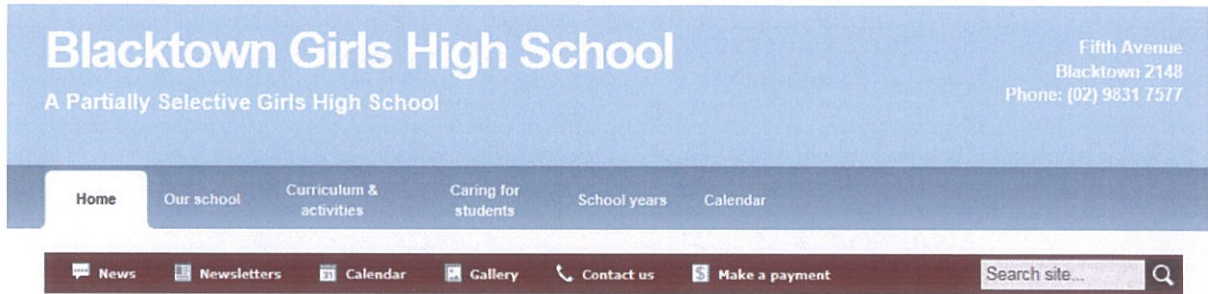 Blacktown Girls High School
A Partially Selective Girls High School
Fifth Avenue
Blacktown 2148
Phone: (02) 9831 7577
Home
Our school
Curriculum &
activities
Caring for
students
School years
Calendar
News
Newsletters
31
Calendar
Gallery
Contact us
$
Make a payment
Search site...